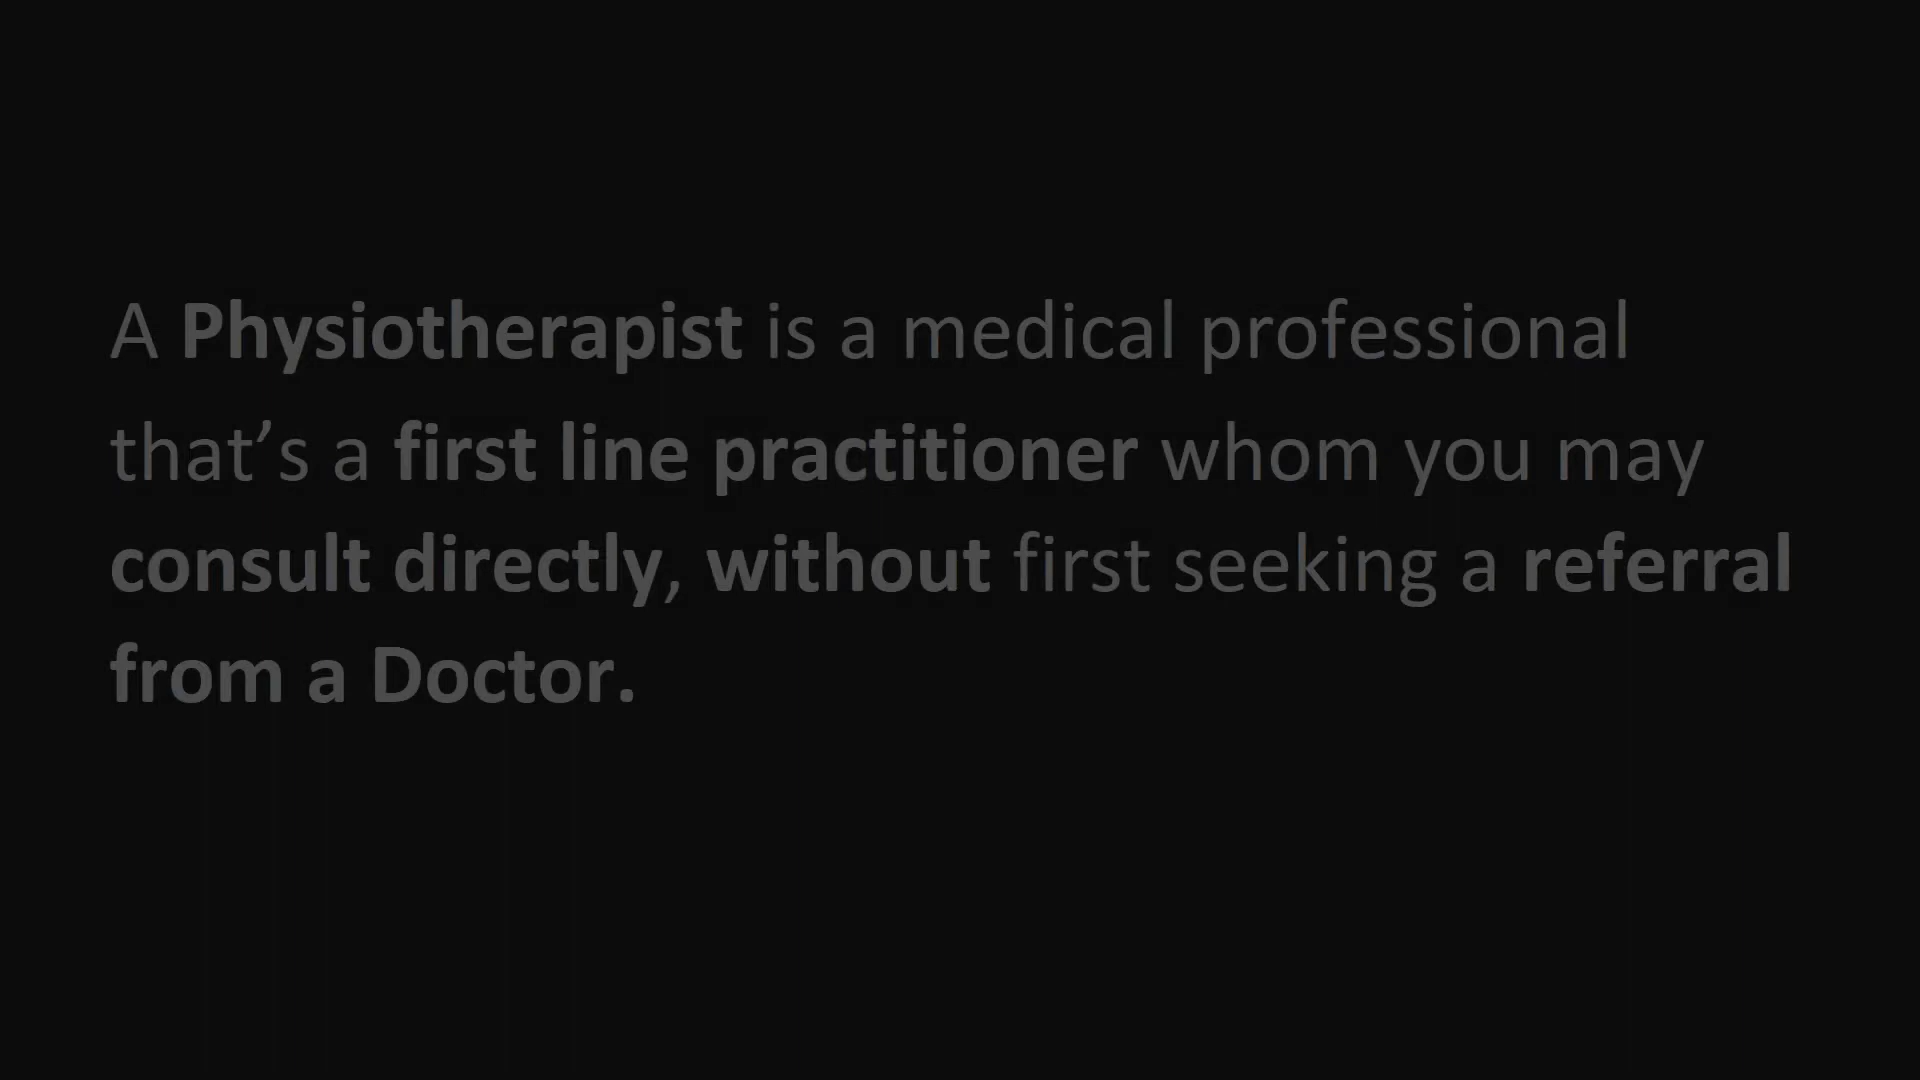 A Physiotherapist is a medical professional
that’s a first line practitioner whom you may
consult directly, without first seeking a referral
from a Doctor.